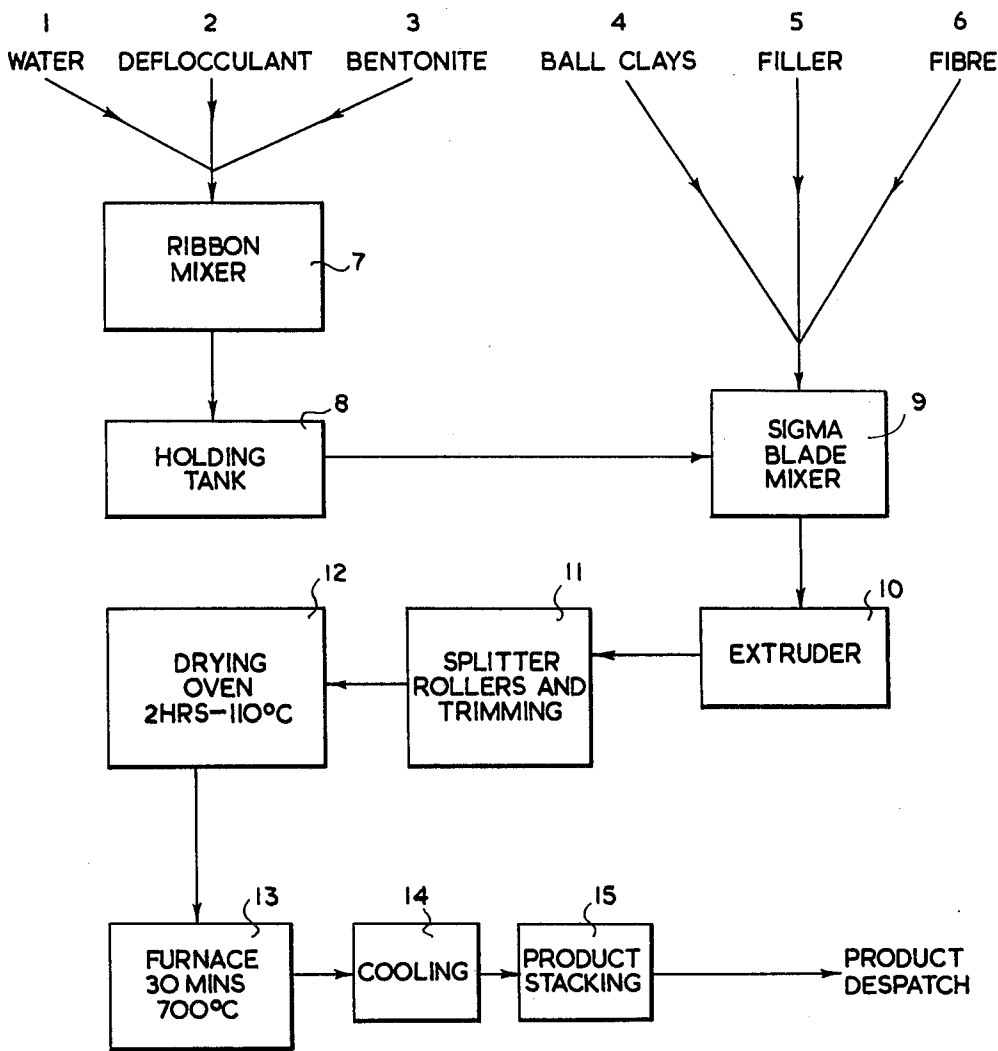 1 2 3 4 5 6
WATER DEFLOCCULANT BENTONITE BALL CLAYS FILLER FIBRE
RIBBON
MIXER
7
8
HOLDING
TANK
9
SIGMA
BLADE
MIXER
10
EXTRUDER
11
SPLITTER
ROLLERS AND
TRIMMING
12
DRYING
OVEN
2HRS—110°C
13
FURNACE
30 MINS
700°C
14
COOLING
15
PRODUCT
STACKING
PRODUCT
DESPATCH